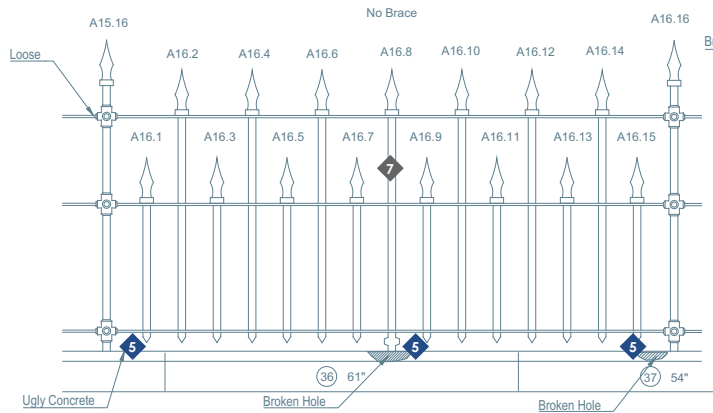 No Brace
A15.16
A16.16
Loose
A16.2
A16.4
A16.6
A16.8
A16.10
A16.12
A16.14
A16.1
A16.3
A16.5
A16.7
A16.9
A16.11
A16.13
A16.15
7
5
5
5
36 61"
37 54"
Ugly Concrete
Broken Hole
Broken Hole